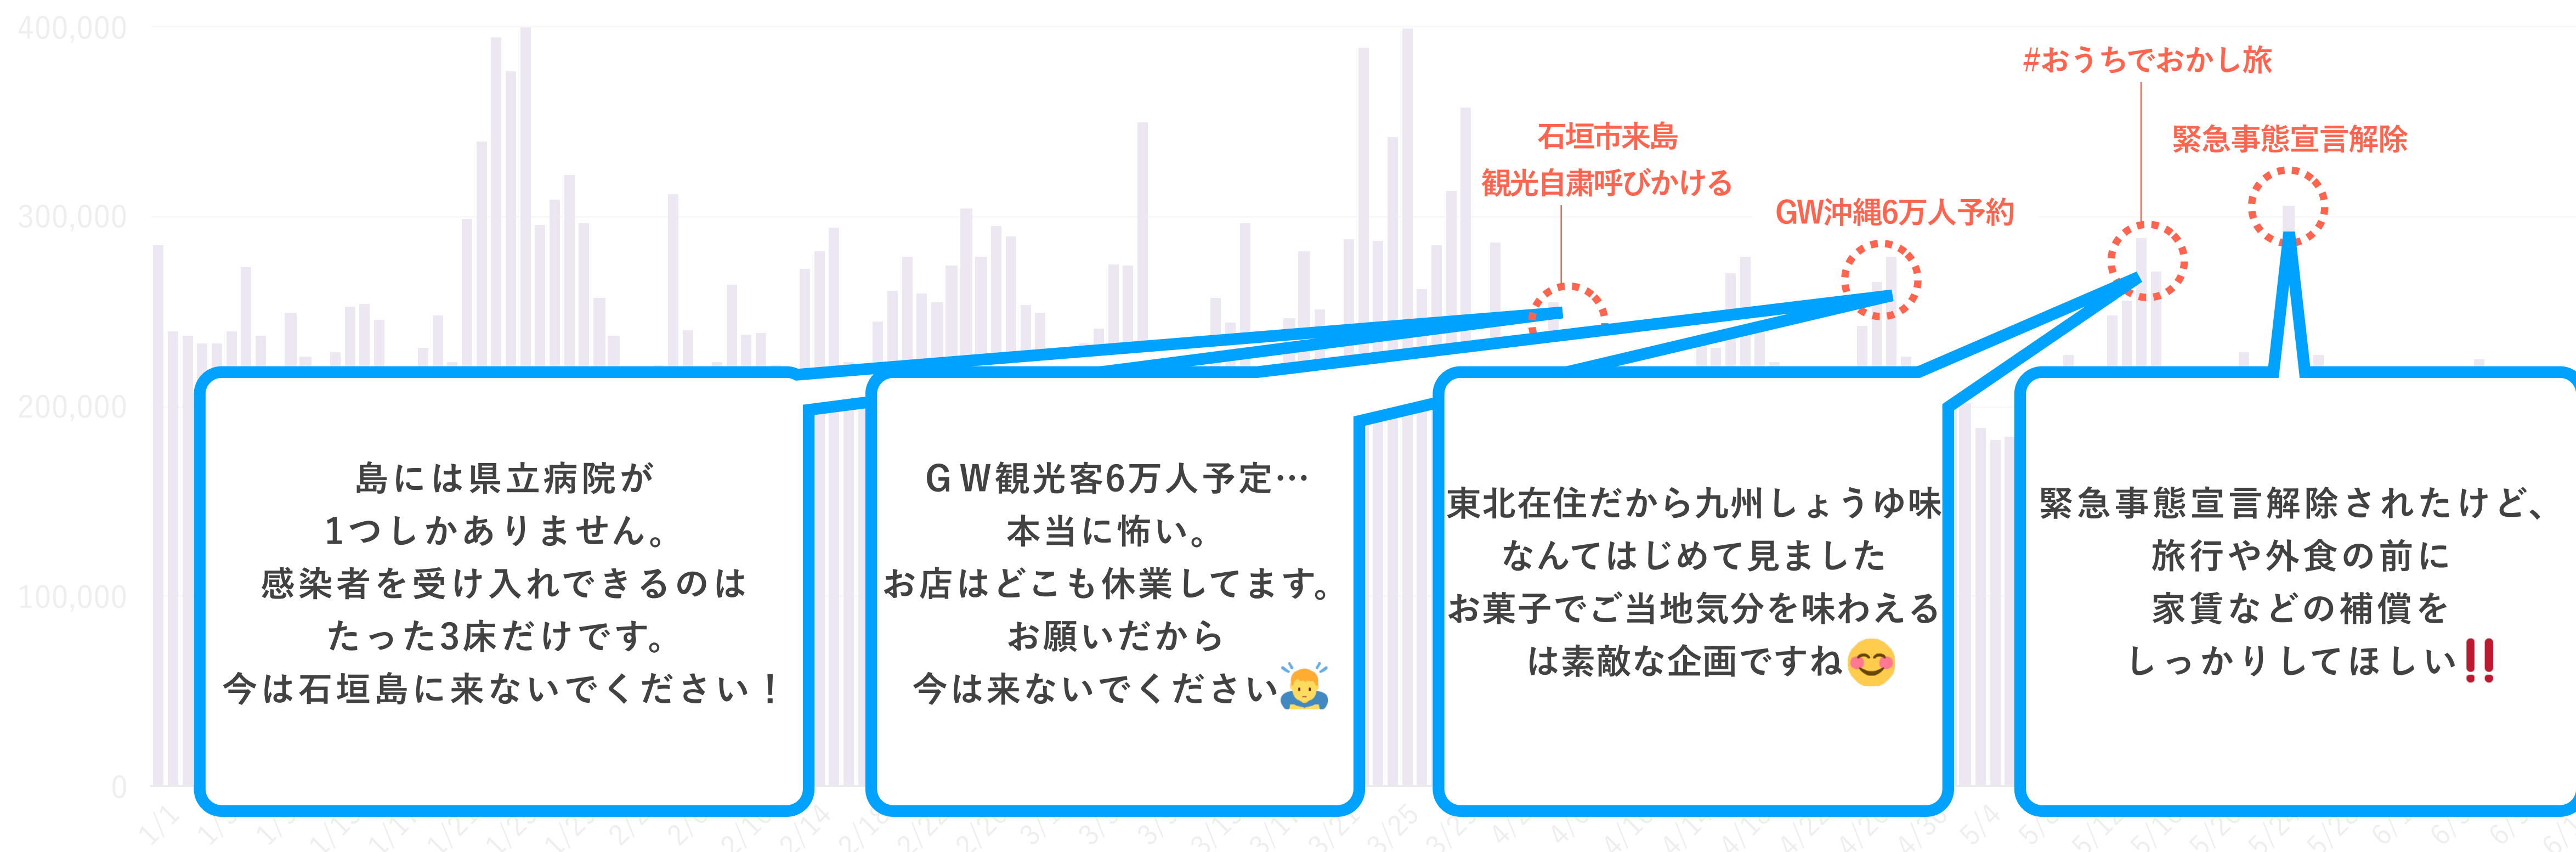 400,000
300,000
200,000
100,000
0
#おうちでおかし旅
石垣市来島
観光自粛呼びかける
緊急事態宣言解除
GW沖縄6万人予約
島には県立病院が
1つしかありません。
感染者を受け入れできるのは
たった3床だけです。
今は石垣島に来ないでください！
ＧＷ観光客6万人予定…
本当に怖い。
お店はどこも休業してます。
お願いだから
今は来ないでください🙇‍♂️
東北在住だから九州しょうゆ味
なんてはじめて見ました
お菓子でご当地気分を味わえる
は素敵な企画ですね😊
緊急事態宣言解除されたけど、
旅行や外食の前に
家賃などの補償を
しっかりしてほしい‼️
1/1
2/14
3/25
5/4